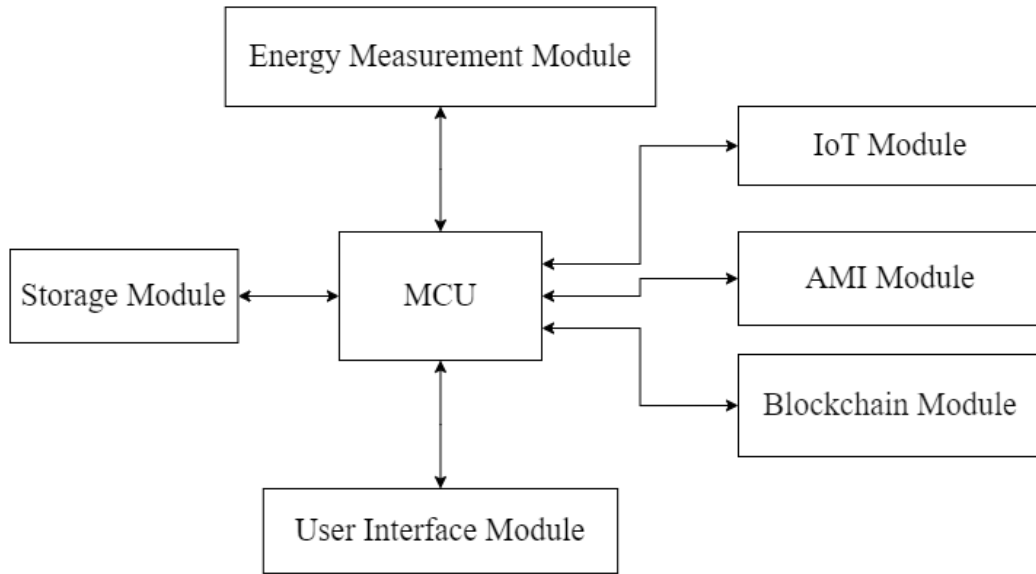 Energy Measurement Module
IoT Module
Storage Module
MCU
AMI Module
Blockchain Module
User Interface Module